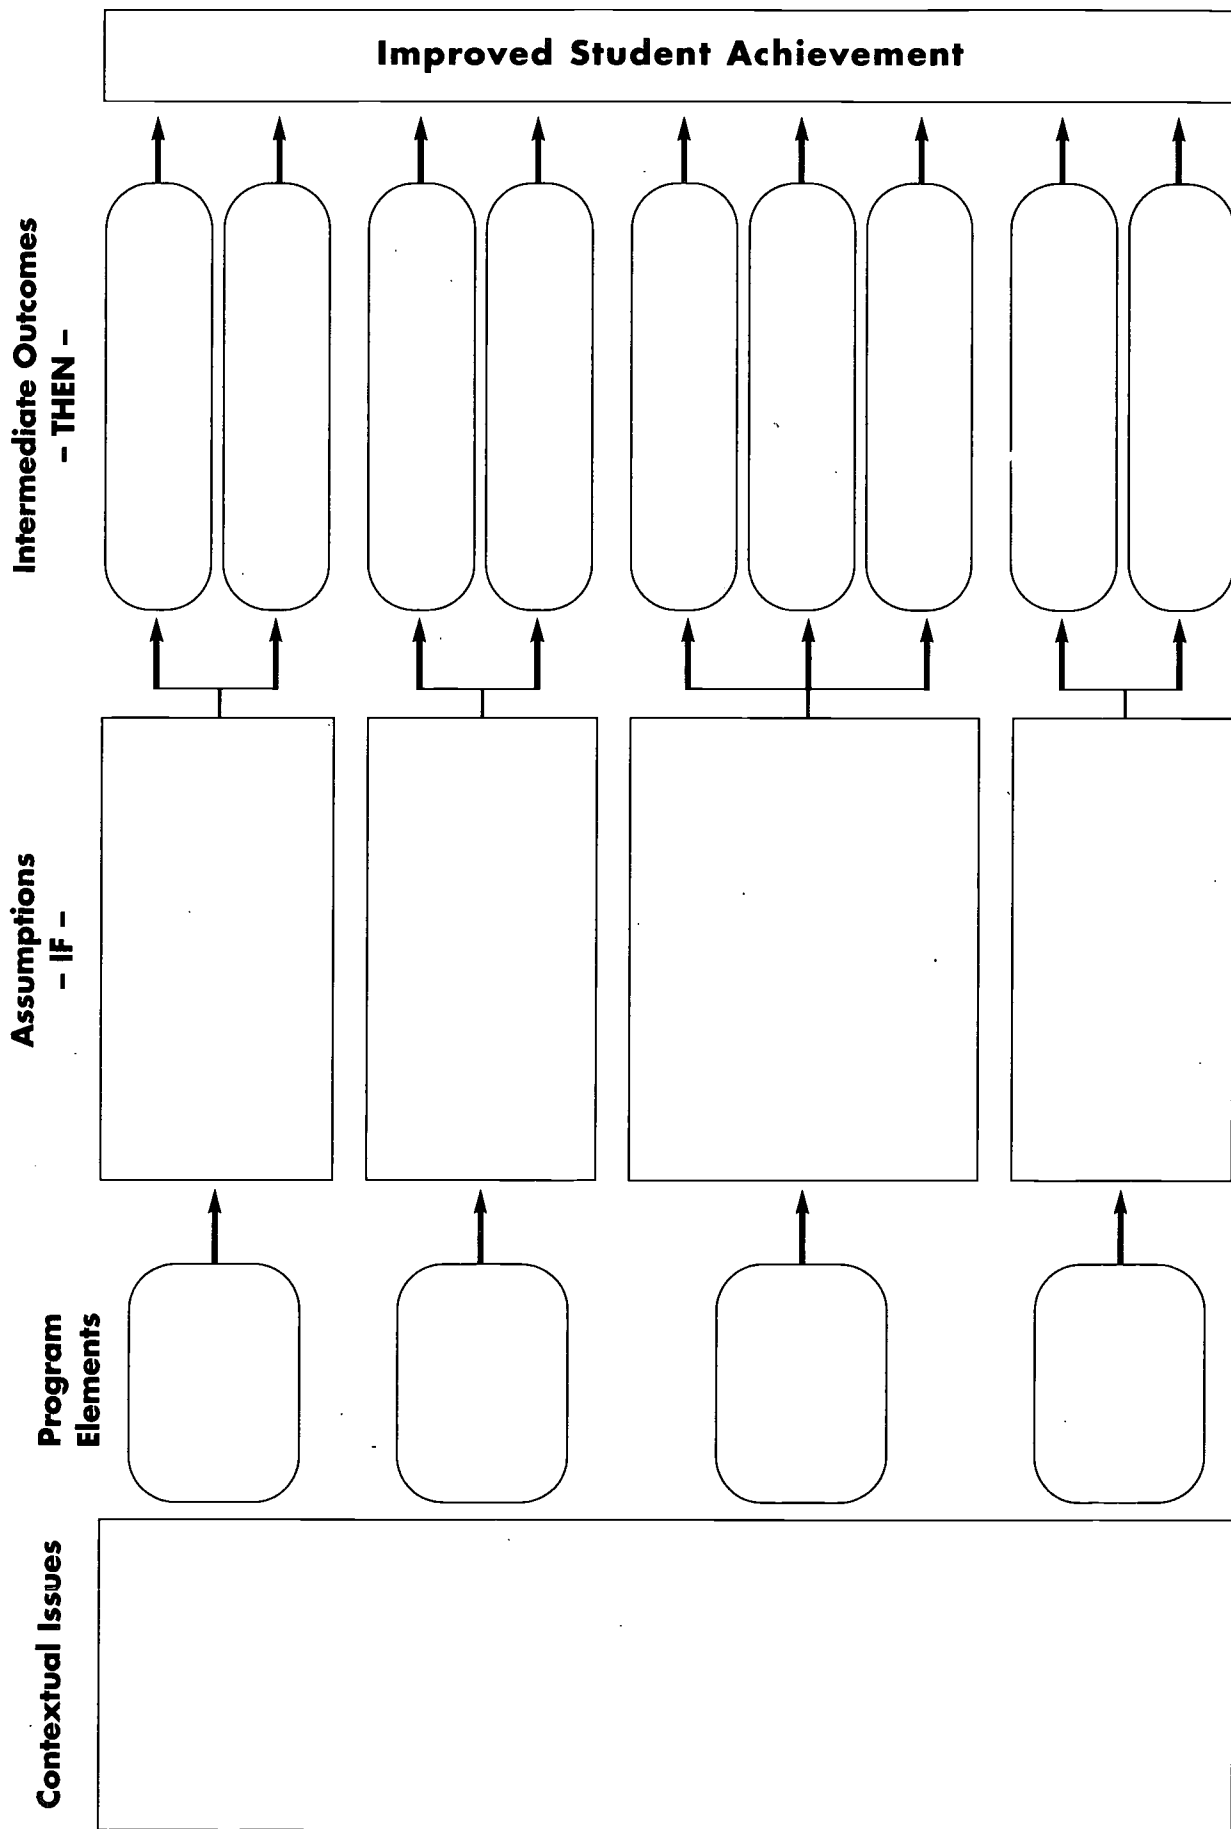 Improved Student Achievement
Intermediate Outcomes
– THEN –
Assumptions
– IF –
Program
Elements
Contextual Issues